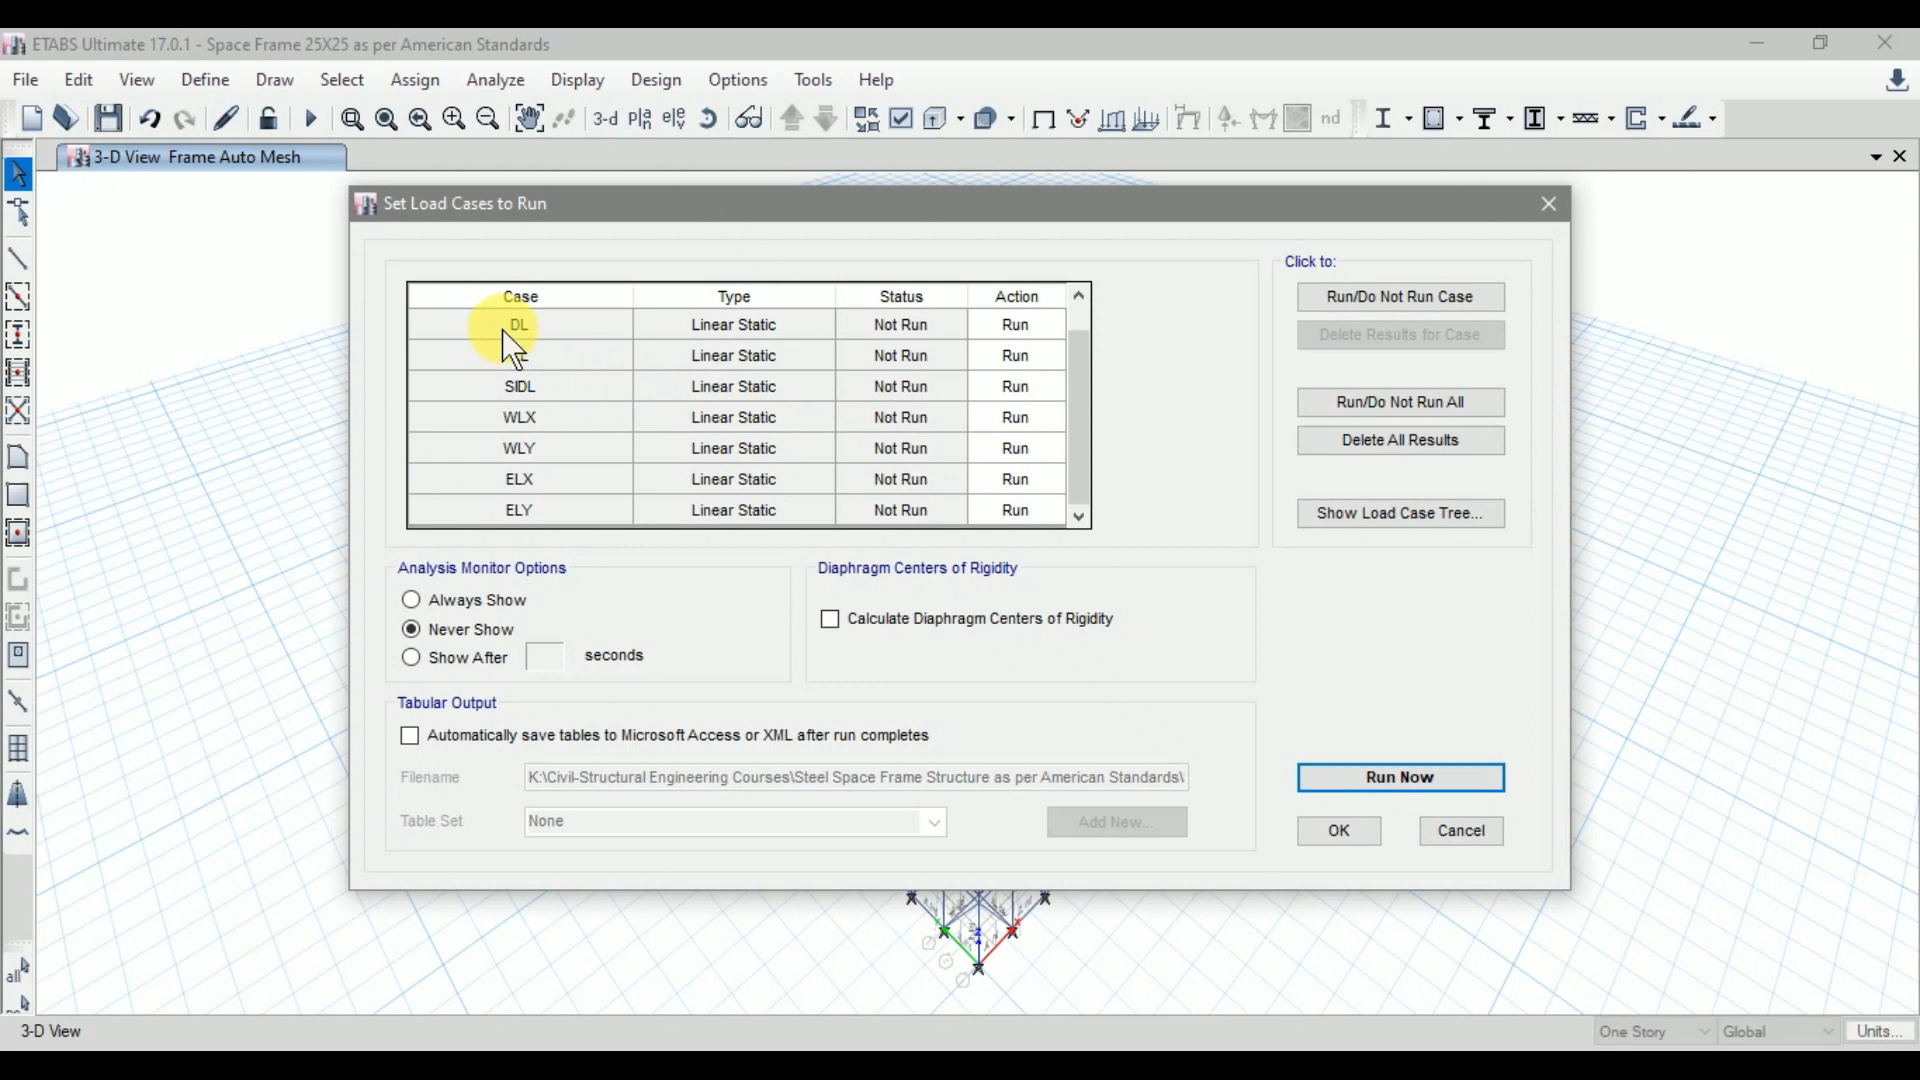 ETABS Ultimate 17.0.1 - Space Frame 25X25 as per American Standards
File Edit View Define Draw Select Assign Analyze Display Design Options Tools Help
3-d nd
3-D View Frame Auto Mesh
Set Load Cases to Run
Case Type Status Action
DL Linear Static Not Run Run
Linear Static Not Run Run
SIDL Linear Static Not Run Run
WLX Linear Static Not Run Run
WLY Linear Static Not Run Run
ELX Linear Static Not Run Run
ELY Linear Static Not Run Run
Click to:
Run/Do Not Run Case
Delete Results for Case
Run/Do Not Run All
Delete All Results
Show Load Case Tree...
Analysis Monitor Options
Always Show
Never Show
Show After seconds
Diaphragm Centers of Rigidity
Calculate Diaphragm Centers of Rigidity
Tabular Output
Automatically save tables to Microsoft Access or XML after run completes
Filename K:\Civil-Structural Engineering Courses\Steel Space Frame Structure as per American Standards\
Table Set None Add New...
Run Now
OK Cancel
all
3-D View One Story Global Units...